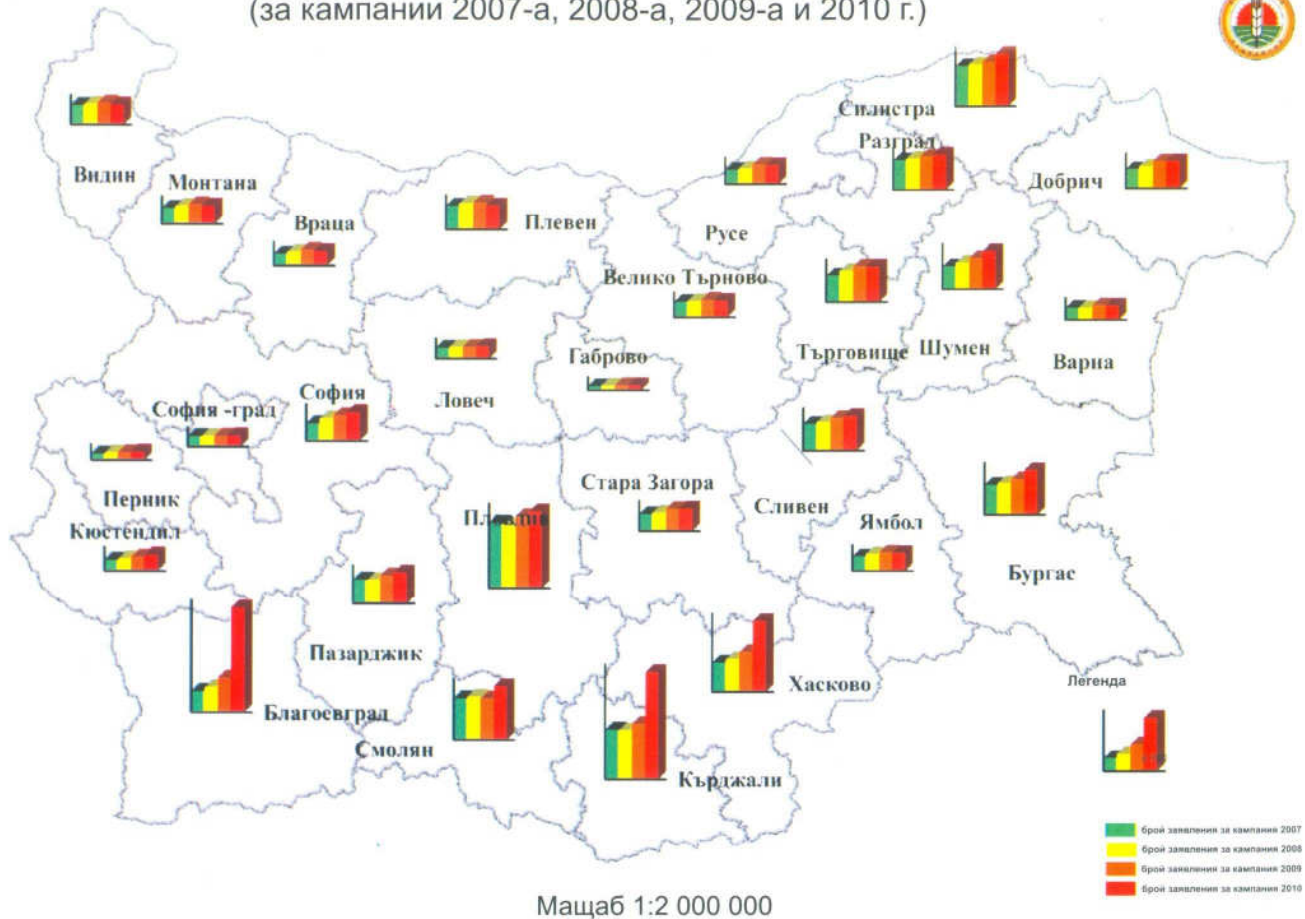 (за кампании 2007-а, 2008-а, 2009-а и 2010 г.)
Силистра
Разград
Видин
Монтана
Добрич
Враца
Плевен
Русе
Велико Търново
Габрово
Търговище
Шумен
Варна
София
Ловеч
София -град
Стара Загора
Перник
Сливен
Пловдив
Ямбол
Кюстендил
Бургас
Пазарджик
Хасково
Легенда
Благоевград
Смолян
Кърджали
брой заявления за кампания 2007
брой заявления за кампания 2008
брой заявления за кампания 2009
брой заявления за кампания 2010
Мащаб 1:2 000 000